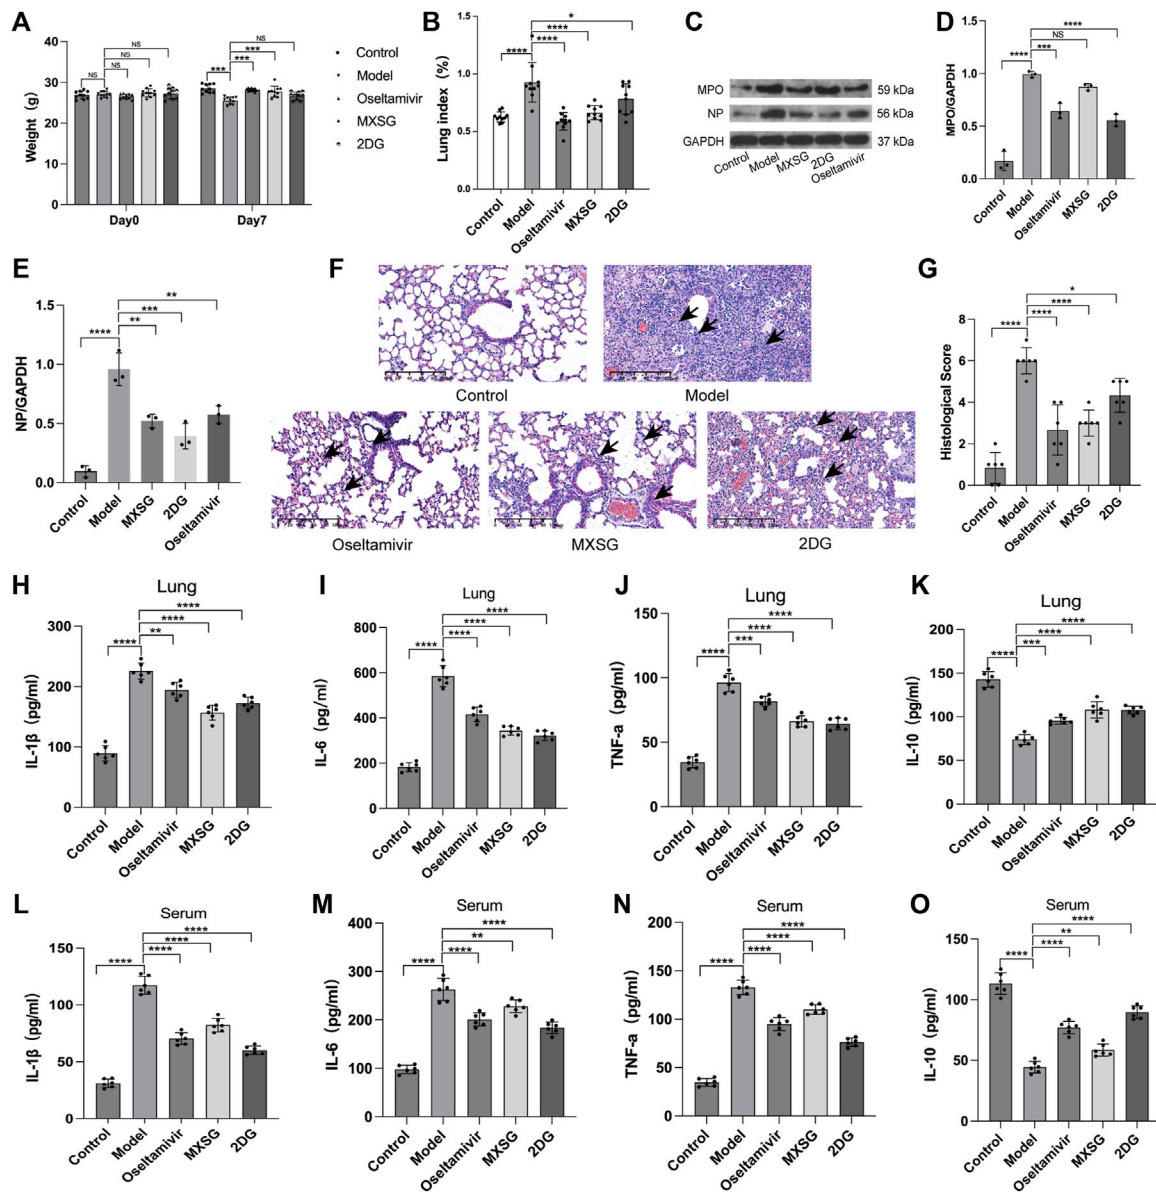 A
Weight (g)
40
30
20
10
0
NS
NS
NS
NS
***
***
***
NS
Day0
Day7
Control
Model
Oseltamivir
MXSG
2DG
B
Lung index (%)
1.5
1.0
0.5
0.0
****
****
****
*
Control
Model
Oseltamivir
MXSG
2DG
C
MPO
59 kDa
NP
56 kDa
GAPDH
37 kDa
Control
Model
MXSG
2DG
Oseltamivir
D
MPO/GAPDH
1.5
1.0
0.5
0.0
****
***
NS
****
Control
Model
Oseltamivir
MXSG
2DG
E
NP/GAPDH
1.5
1.0
0.5
0.0
****
**
***
**
Control
Model
MXSG
2DG
Oseltamivir
F
Control
Model
Oseltamivir
MXSG
2DG
G
Histological Score
8
6
4
2
0
****
****
****
*
Control
Model
Oseltamivir
MXSG
2DG
H
Lung
IL-1β (pg/ml)
300
200
100
0
****
**
****
****
Control
Model
Oseltamivir
MXSG
2DG
I
Lung
IL-6 (pg/ml)
800
600
400
200
0
****
****
****
****
Control
Model
Oseltamivir
MXSG
2DG
J
Lung
TNF-a (pg/ml)
150
100
50
0
****
***
****
****
Control
Model
Oseltamivir
MXSG
2DG
K
Lung
IL-10 (pg/ml)
200
150
100
50
0
****
***
****
****
Control
Model
Oseltamivir
MXSG
2DG
L
Serum
IL-1β (pg/ml)
150
100
50
0
****
****
****
****
Control
Model
Oseltamivir
MXSG
2DG
M
Serum
IL-6 (pg/ml)
400
300
200
100
0
****
****
**
****
Control
Model
Oseltamivir
MXSG
2DG
N
Serum
TNF-a (pg/ml)
200
150
100
50
0
****
****
****
****
Control
Model
Oseltamivir
MXSG
2DG
O
Serum
IL-10 (pg/ml)
150
100
50
0
****
****
**
****
Control
Model
Oseltamivir
MXSG
2DG